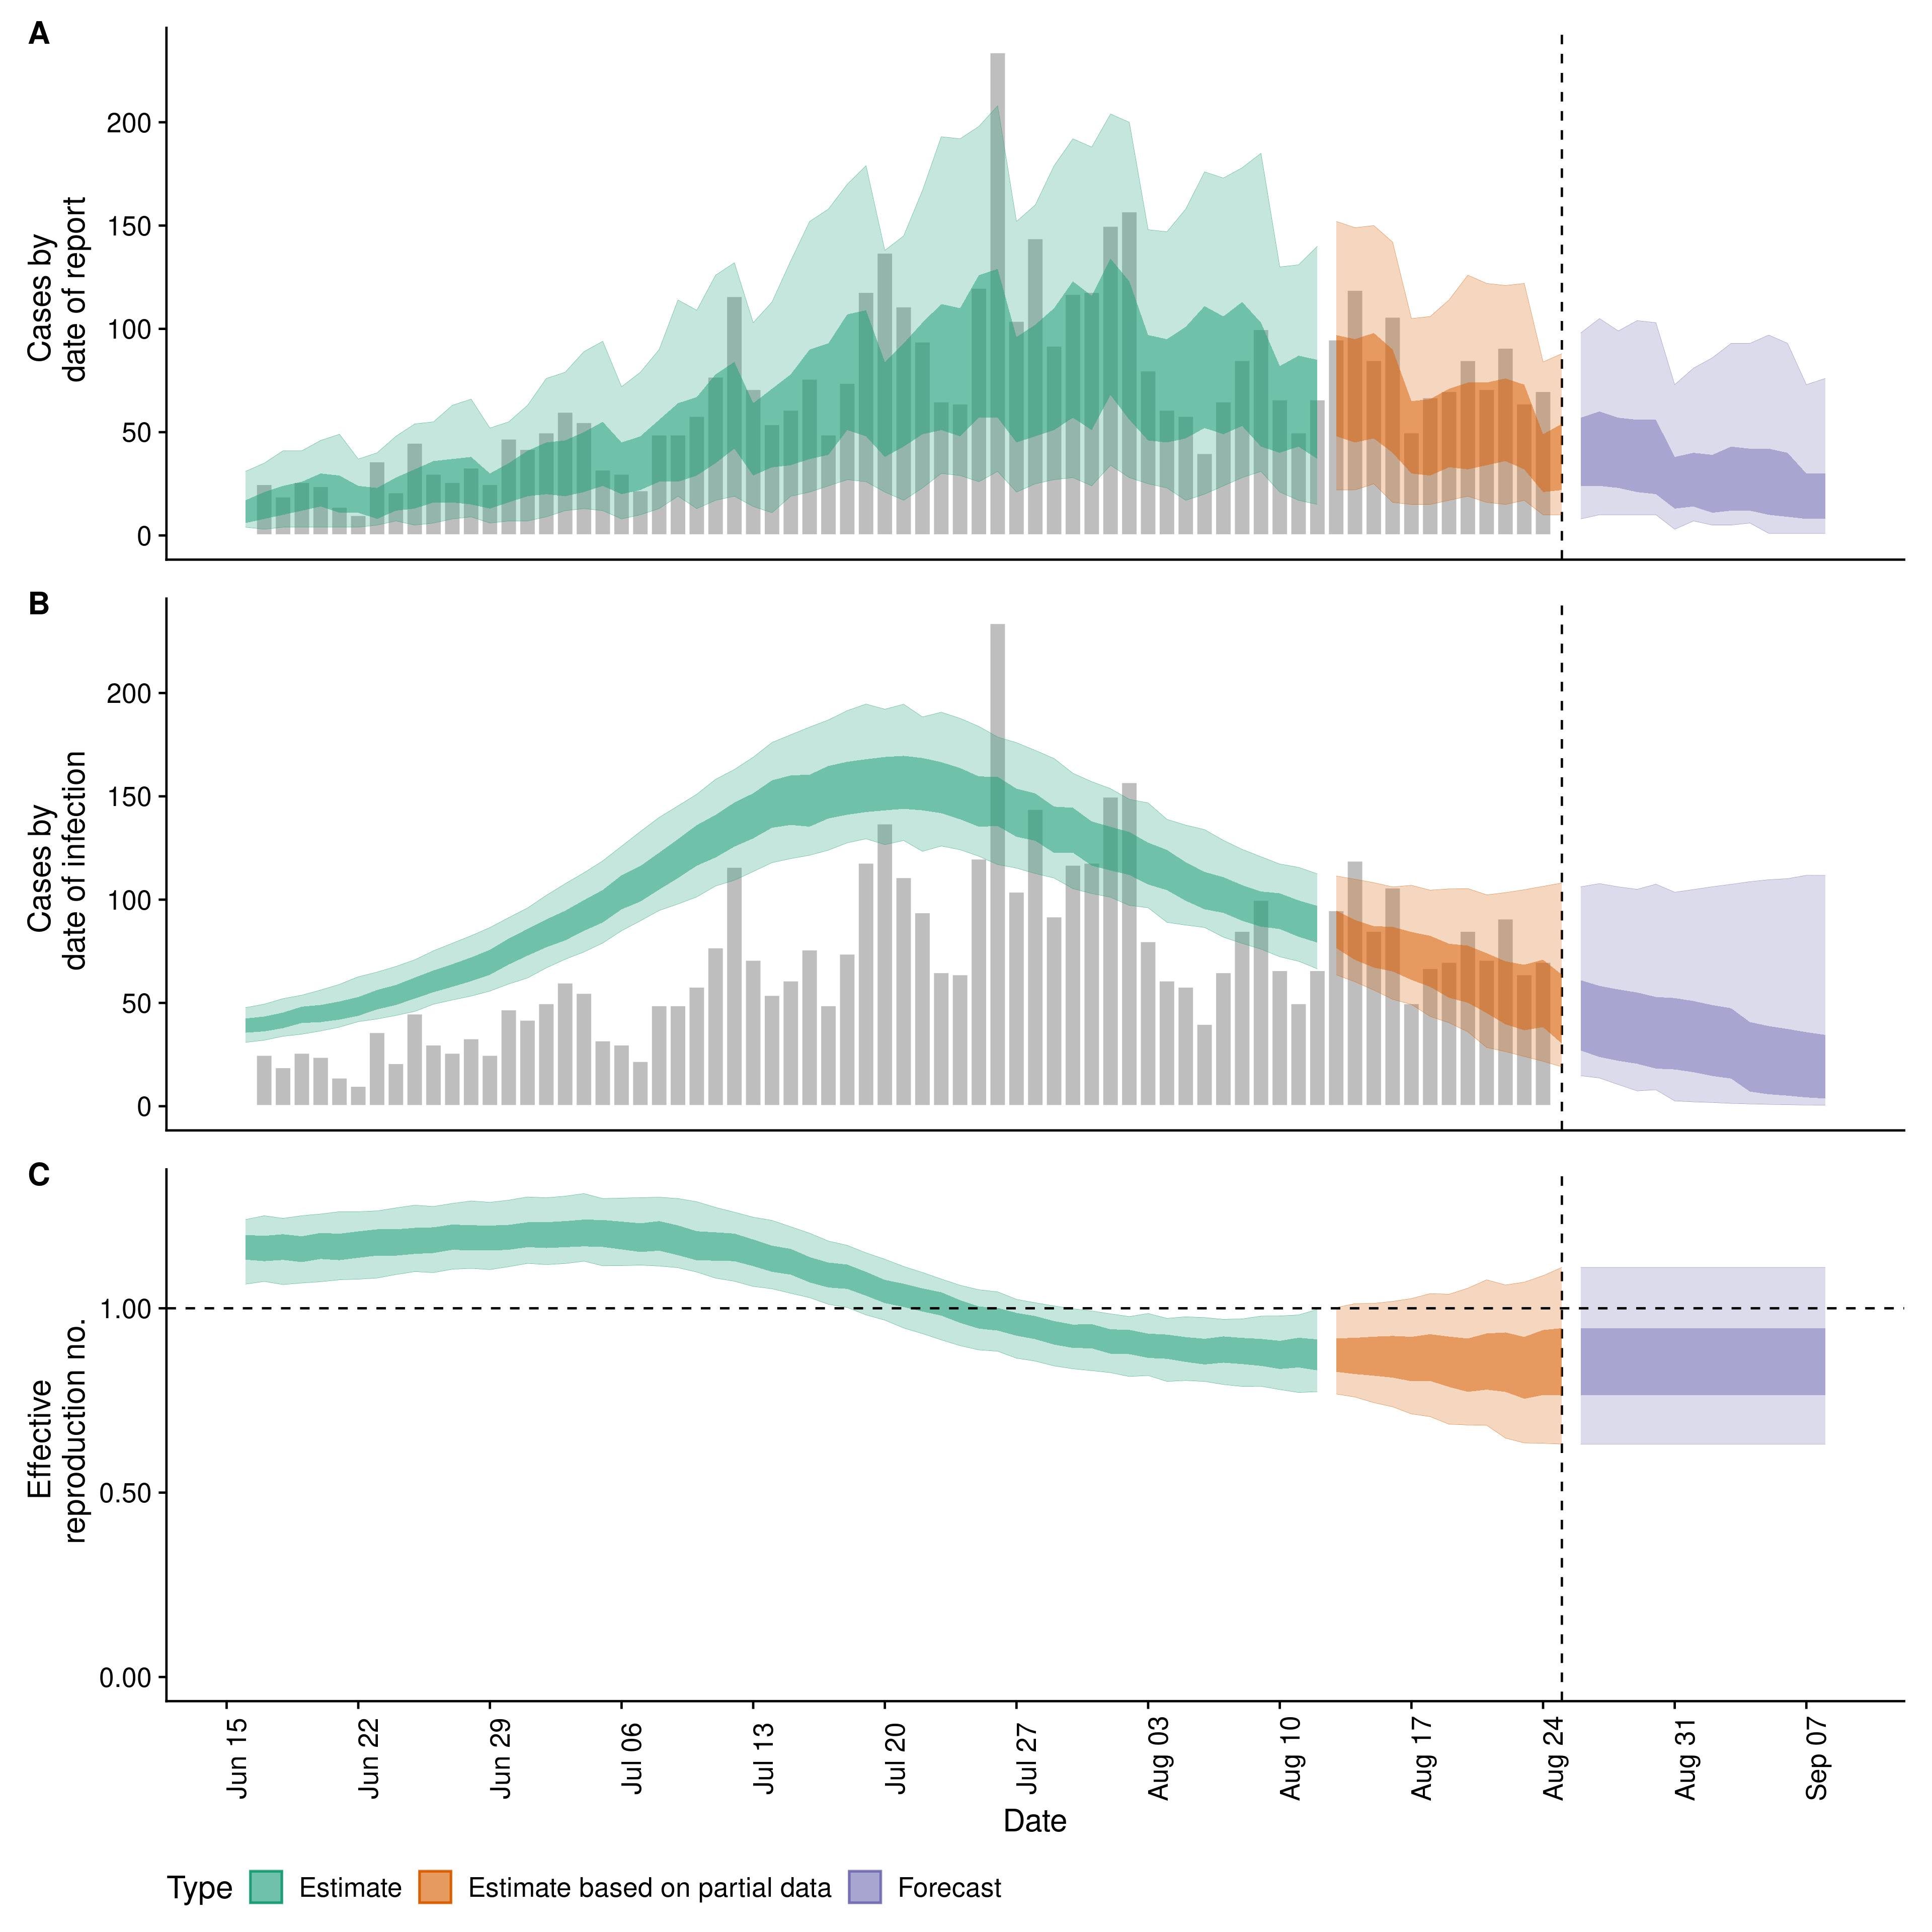 A
Cases by
date of report
200
150
100
50
0
B
Cases by
date of infection
200
150
100
50
0
C
Effective
reproduction no.
1.00
0.50
0.00
Jun 15
Jun 22
Jun 29
Jul 06
Jul 13
Jul 20
Jul 27
Aug 03
Aug 10
Aug 17
Aug 24
Aug 31
Sep 07
Date
Type
Estimate
Estimate based on partial data
Forecast